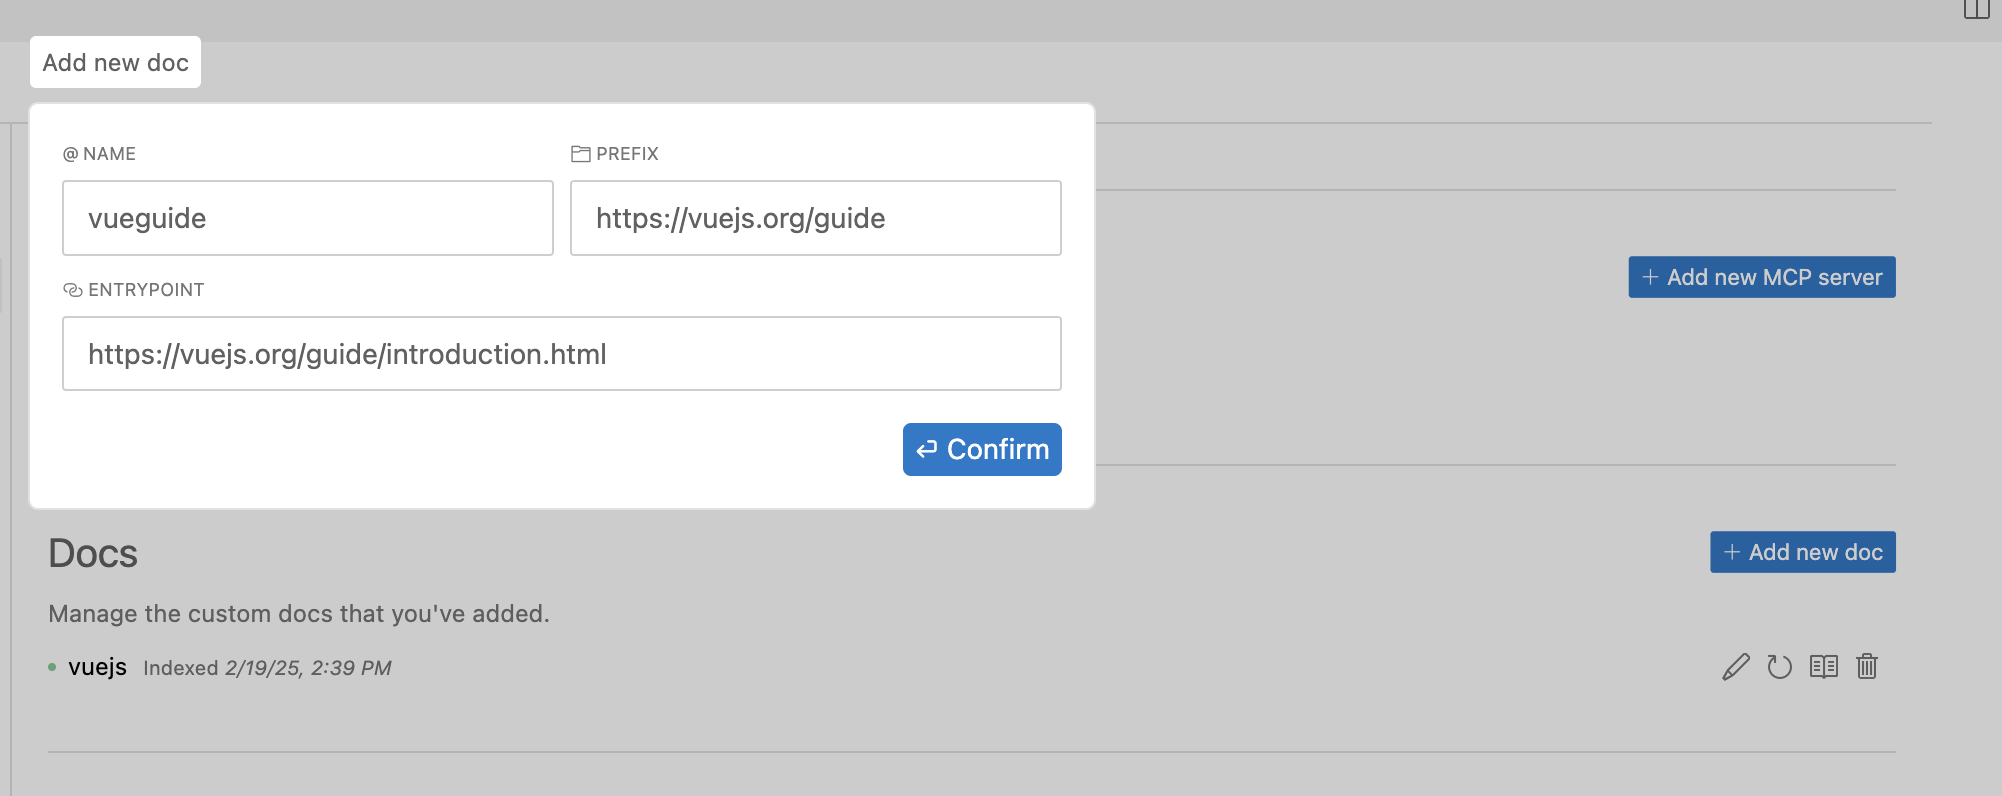 Add new doc
@ NAME
PREFIX
vueguide
https://vuejs.org/guide
ENTRYPOINT
https://vuejs.org/guide/introduction.html
Confirm
+ Add new MCP server
Docs
+ Add new doc
Manage the custom docs that you've added.
vuejs Indexed 2/19/25, 2:39 PM